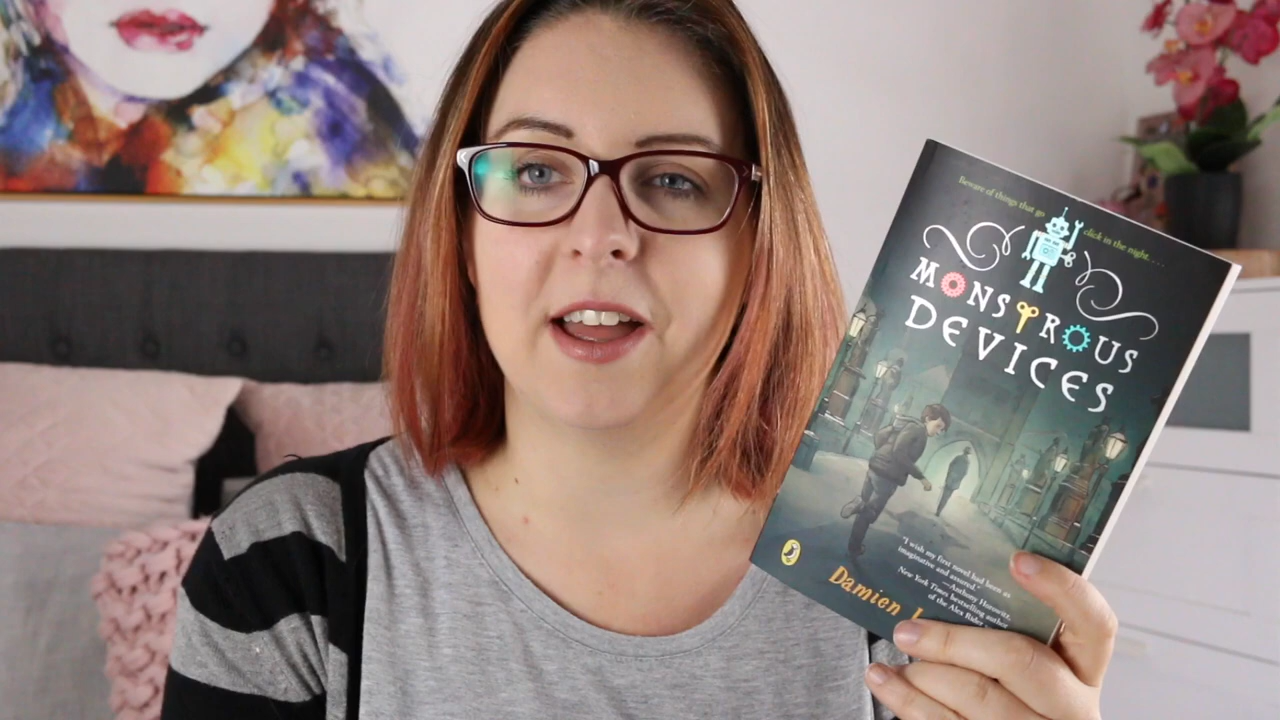 Beware of things that go click in the night. . . .
MONSTROUS
DEVICES
"I wish my first novel had been as
imaginative and assured."
—Anthony Horowitz,
New York Times bestselling author
of the Alex Rider
Damien